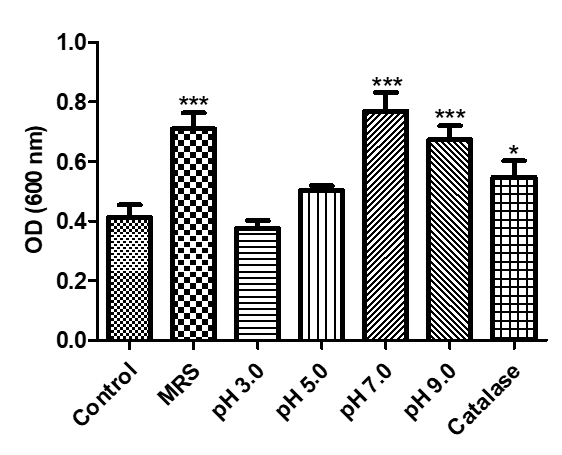 1.0
0.8
0.6
0.4
0.2
0.0
OD (600 nm)
***
***
***
*
Control
MRS
pH 3.0
pH 5.0
pH 7.0
pH 9.0
Catalase